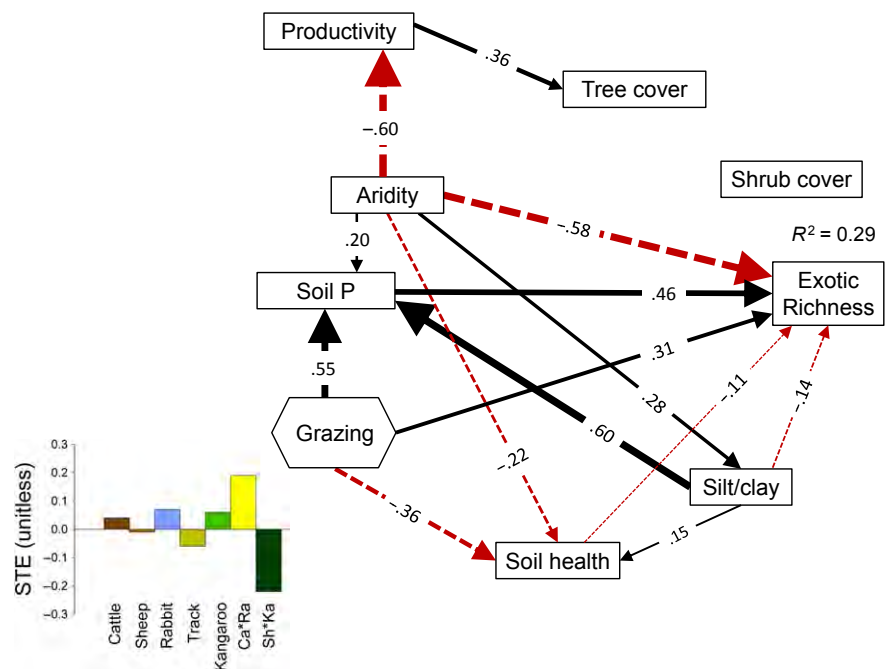 Productivity
.36
Tree cover
−.60
Shrub cover
Aridity
−.58
R² = 0.29
.20
Soil P
.46
Exotic
Richness
.55
.31
−.11
−.14
.28
Grazing
.60
−.22
Silt/clay
−.36
.15
Soil health
STE (unitless)
0.3
0.2
0.1
0.0
−0.1
−0.2
−0.3
Cattle
Sheep
Rabbit
Track
Kangaroo
Ca*Ra
Sh*Ka